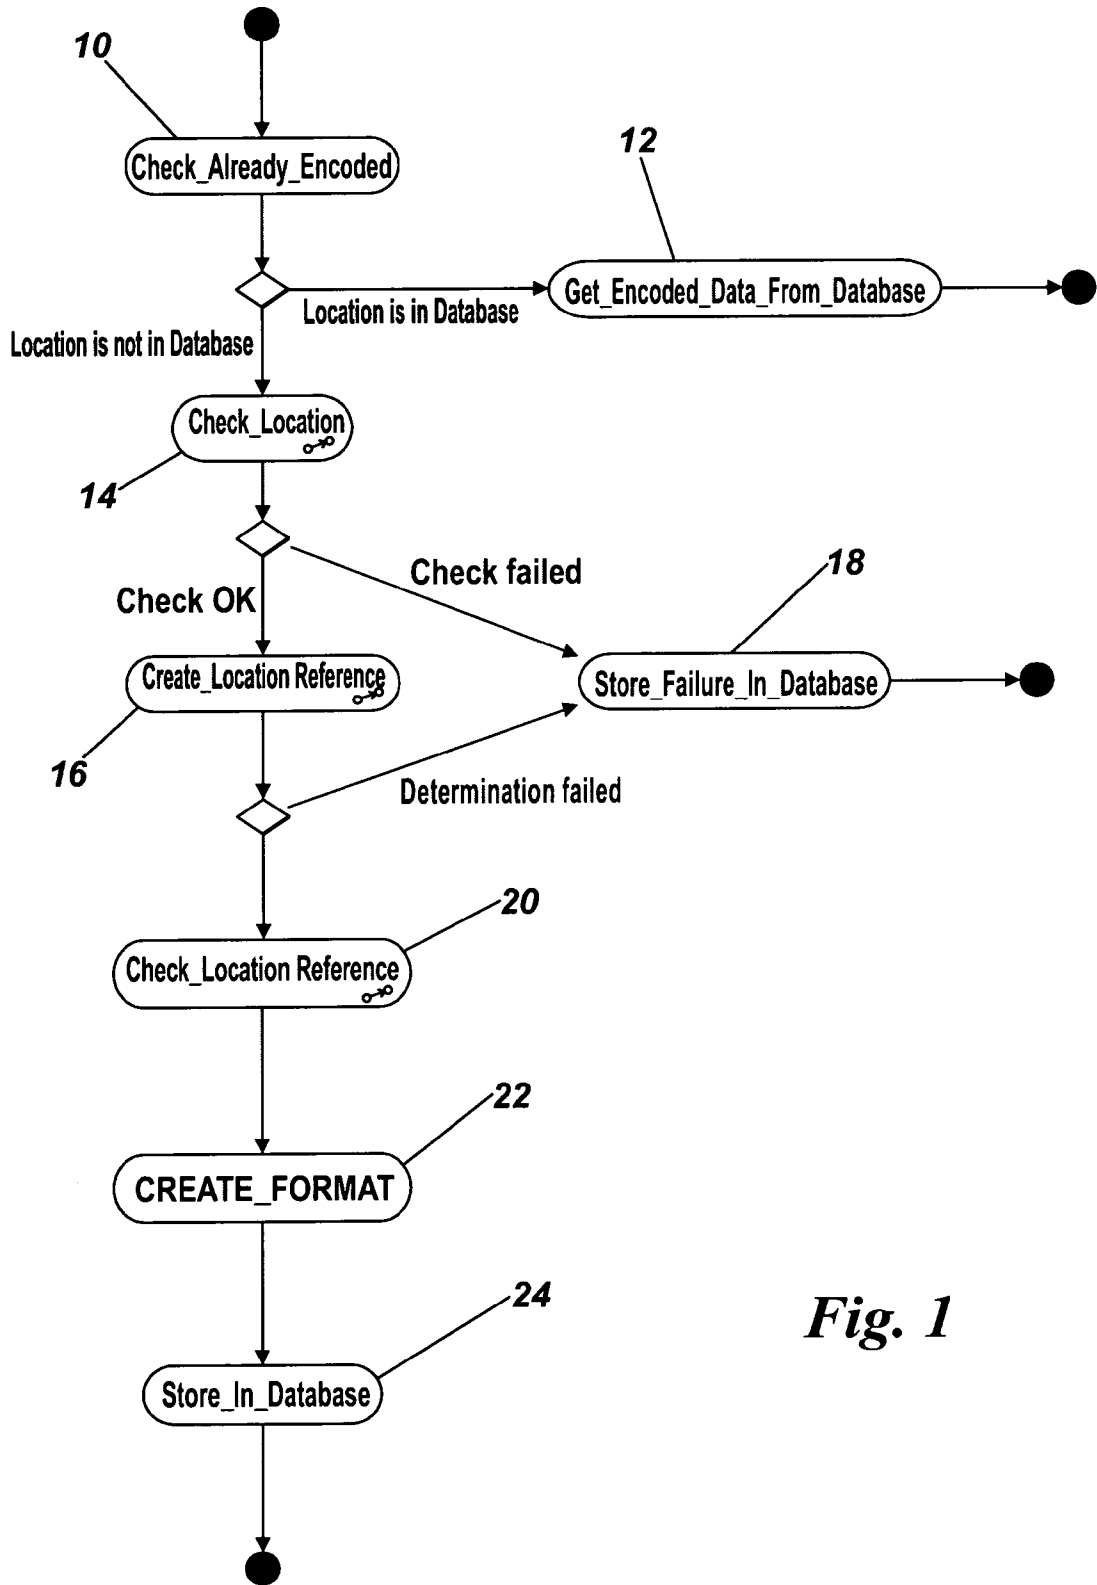 10
Check_Already_Encoded
12
Get_Encoded_Data_From_Database
Location is in Database
Location is not in Database
Check_Location
14
Check failed
18
Check OK
Create_Location Reference
Store_Failure_In_Database
16
Determination failed
20
Check_Location Reference
22
CREATE_FORMAT
24
Fig. 1
Store_In_Database